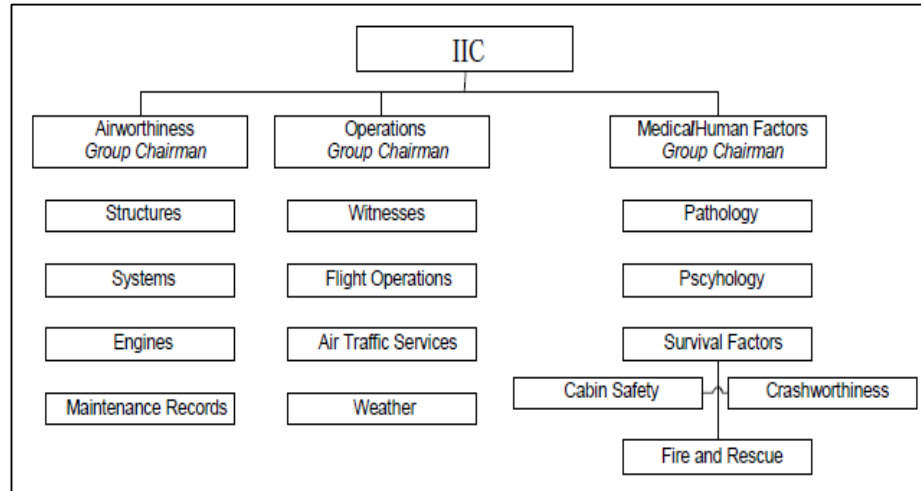 IIC
Airworthiness
Group Chairman
Operations
Group Chairman
Medical/Human Factors
Group Chairman
Structures
Witnesses
Pathology
Systems
Flight Operations
Pscyhology
Engines
Air Traffic Services
Survival Factors
Cabin Safety
Crashworthiness
Maintenance Records
Weather
Fire and Rescue